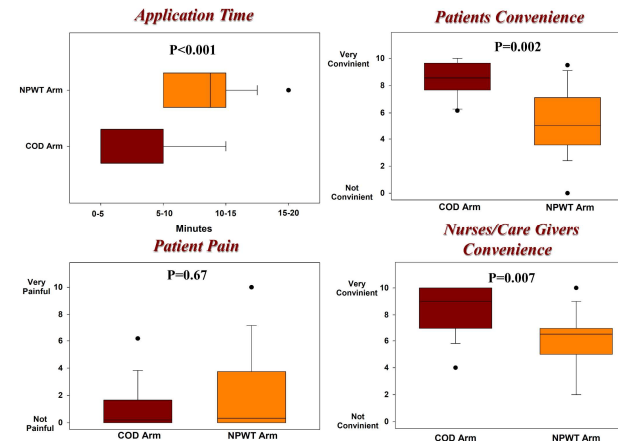 Application Time
P<0.001
NPWT Arm
COD Arm
0-5
5-10
10-15
15-20
Minutes
Patients Convenience
P=0.002
Very
Convinient
10
8
6
4
2
0
Not
Convinient
COD Arm
NPWT Arm
Patient Pain
P=0.67
Very
Painful
10
8
6
4
2
0
Not
Painful
COD Arm
NPWT Arm
Nurses/Care Givers
Convenience
P=0.007
Very
Convinient
10
8
6
4
2
0
Not
Convinient
COD Arm
NPWT Arm